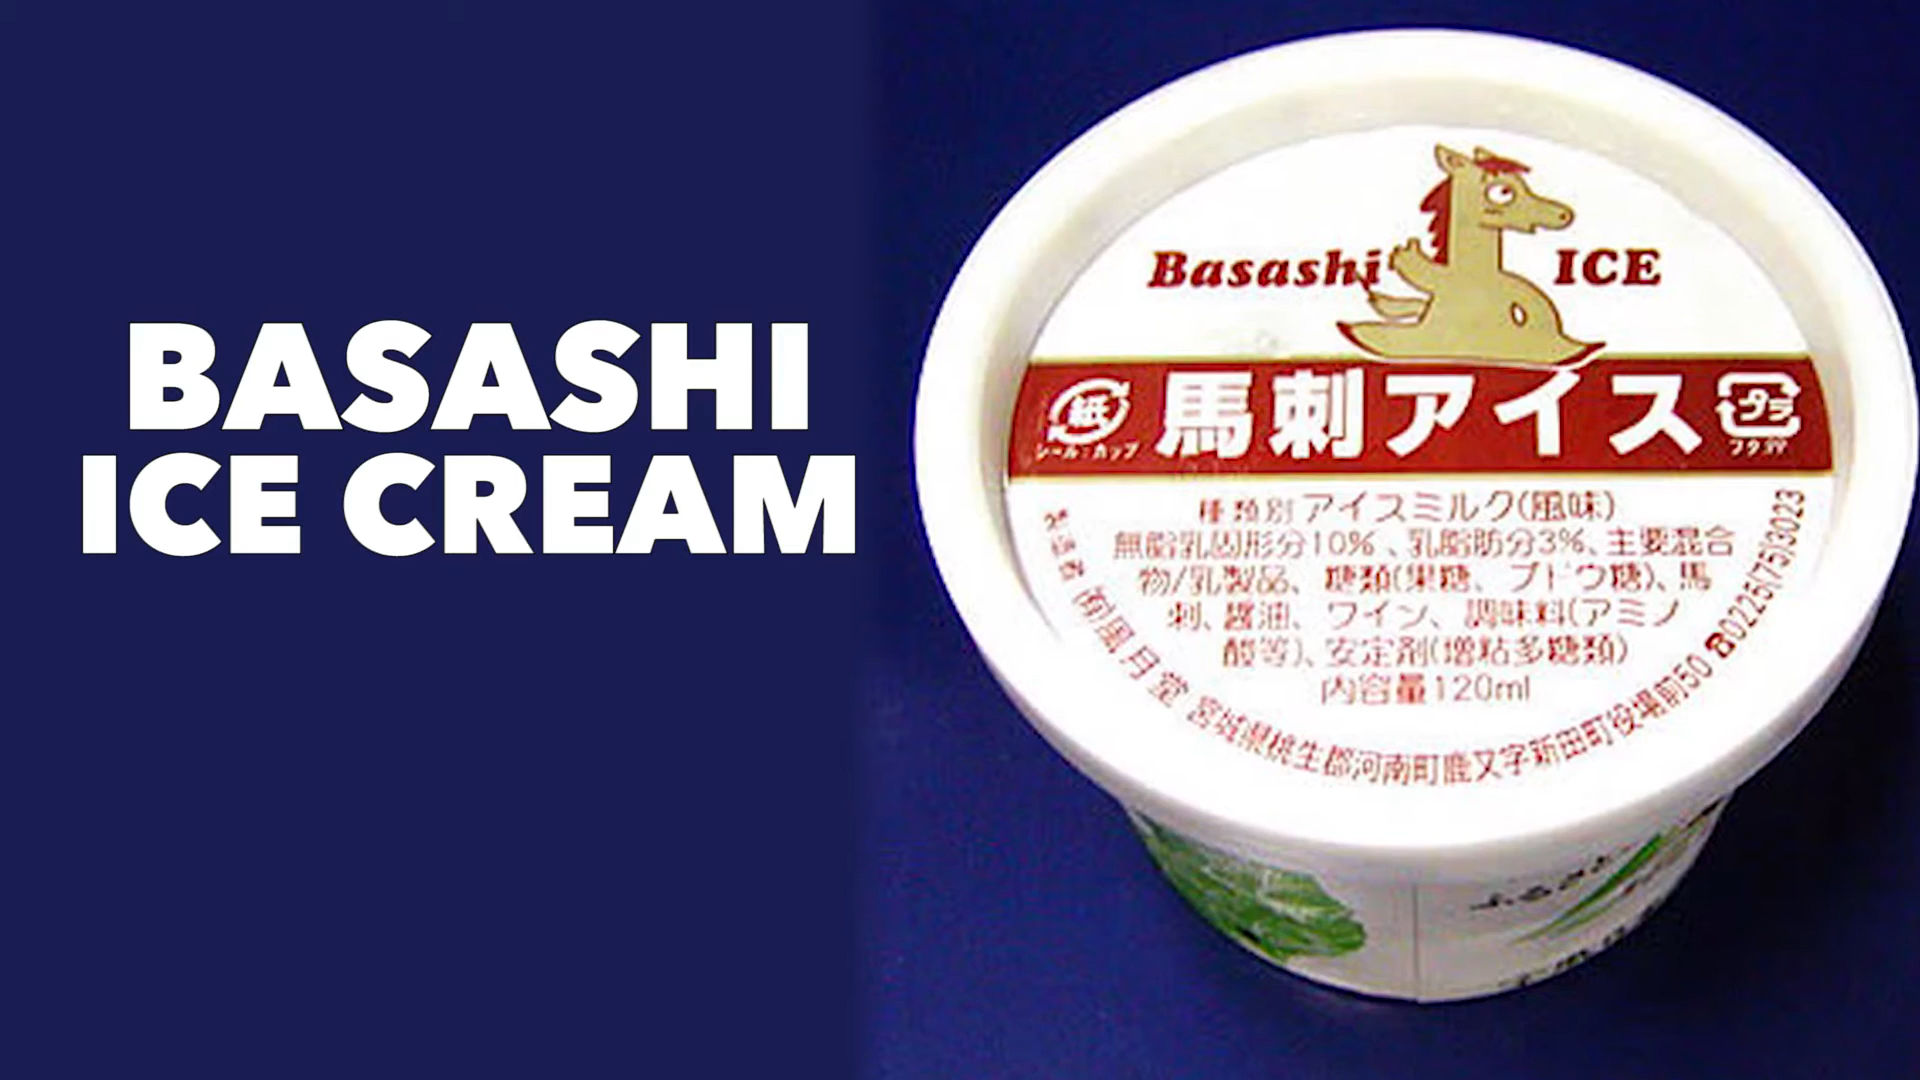 BASASHI
ICE CREAM
Basashi ICE
紙 馬刺アイス プラ
シール:カップ
フタ
種類別アイスミルク(風味)
無脂乳固形分10%、乳脂肪分3%、主要混合
物/乳製品、糖類(果糖、ブドウ糖)、馬
刺、醤油、ワイン、調味料(アミノ
酸等)、安定剤(増粘多糖類)
内容量120ml
製造者 (有)風月堂 宮城県桃生郡河南町鹿又字新田町役場前50 ☎0225(75)3023
ふるさと